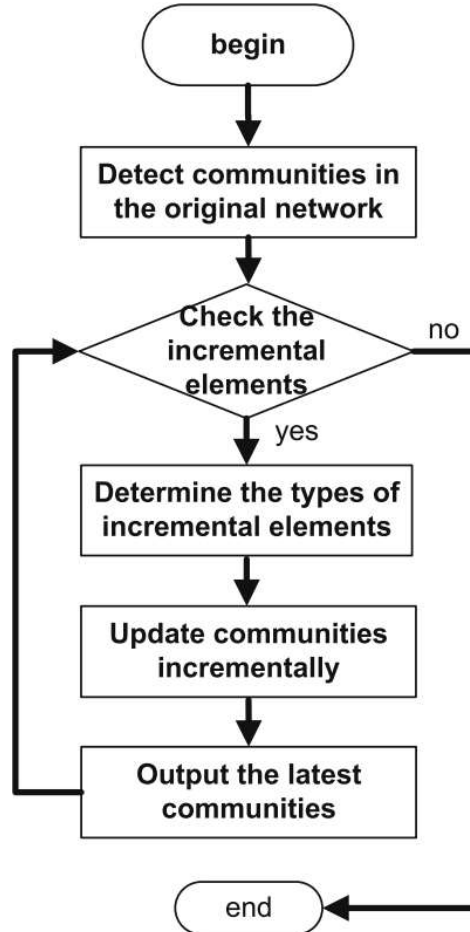 begin
Detect communities in
the original network
Check the
incremental
elements
no
yes
Determine the types of
incremental elements
Update communities
incrementally
Output the latest
communities
end